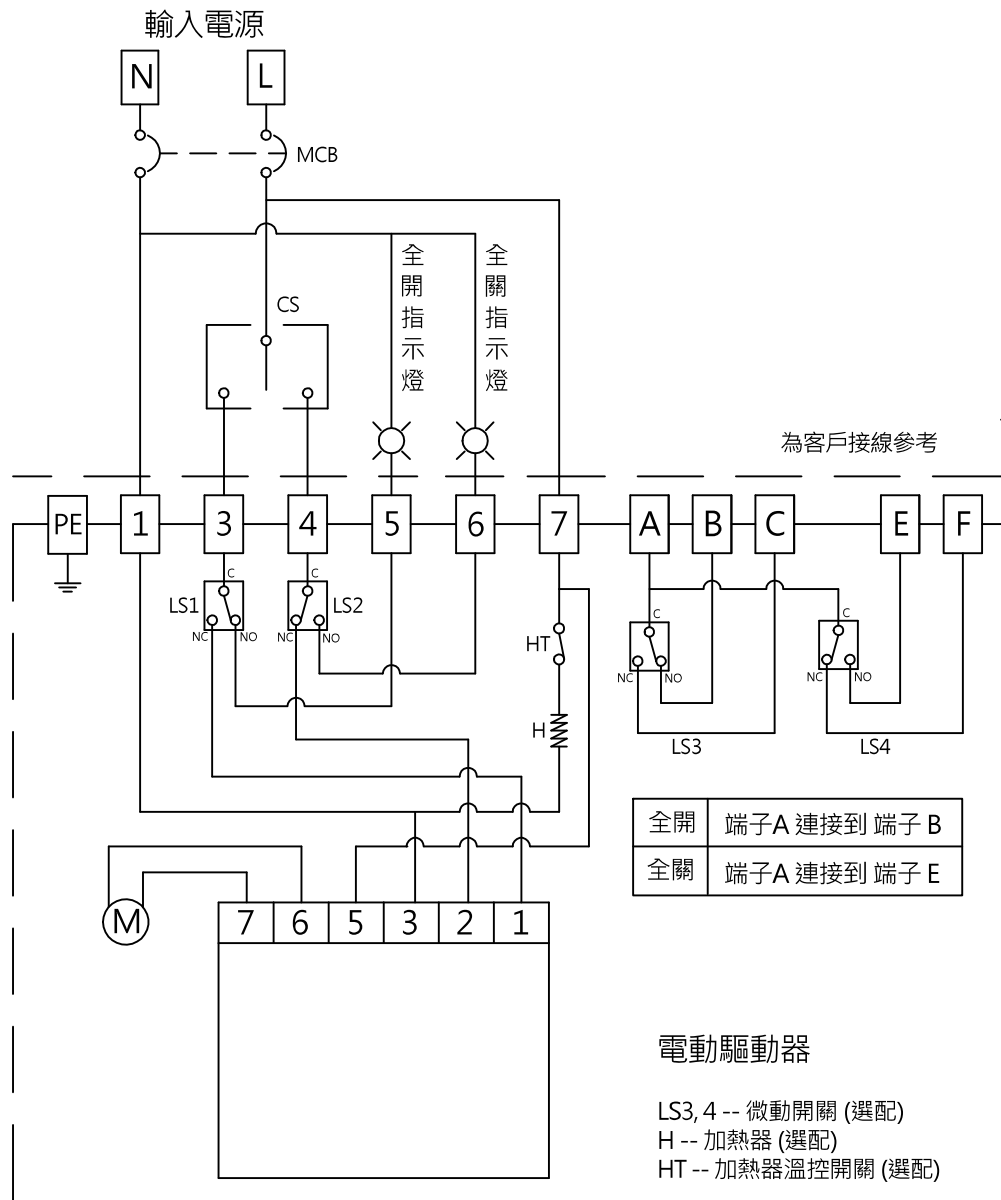 輸入電源
N L
MCB
CS
全開指示燈
全關指示燈
為客戶接線參考
PE 1 3 4 5 6 7 A B C E F
LS1 C NC NO
C LS2 NC NO
HT
H
C NC NO
LS3
C NC NO
LS4
全開 端子A 連接到 端子 B
全關 端子A 連接到 端子 E
M
7 6 5 3 2 1
電動驅動器
LS3, 4 -- 微動開關 (選配)
H -- 加熱器 (選配)
HT -- 加熱器溫控開關 (選配)